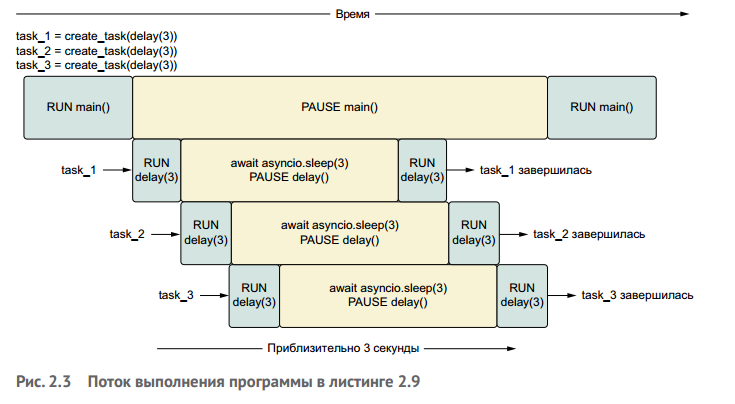 Время
task_1 = create_task(delay(3))
task_2 = create_task(delay(3))
task_3 = create_task(delay(3))
RUN main()
PAUSE main()
RUN main()
task_1
RUN
delay(3)
await asyncio.sleep(3)
PAUSE delay()
RUN
delay(3)
task_1 завершилась
task_2
RUN
delay(3)
await asyncio.sleep(3)
PAUSE delay()
RUN
delay(3)
task_2 завершилась
task_3
RUN
delay(3)
await asyncio.sleep(3)
PAUSE delay()
RUN
delay(3)
task_3 завершилась
Приблизительно 3 секунды
Рис. 2.3 Поток выполнения программы в листинге 2.9